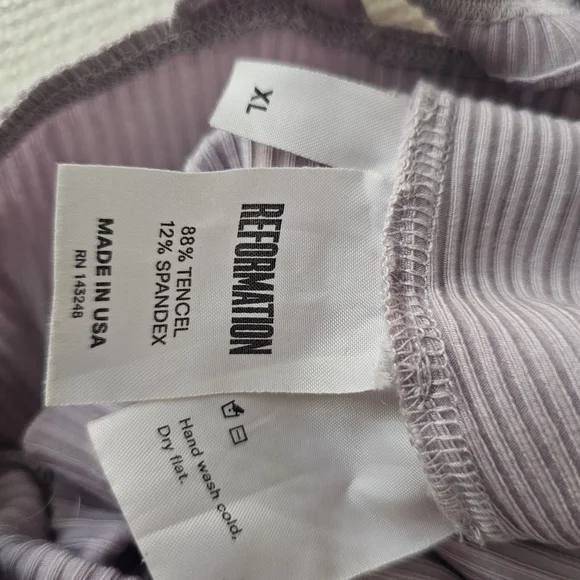 XL
REFORMATION
88% TENCEL
12% SPANDEX
MADE IN USA
RN 143248
Hand wash cold.
Dry flat.